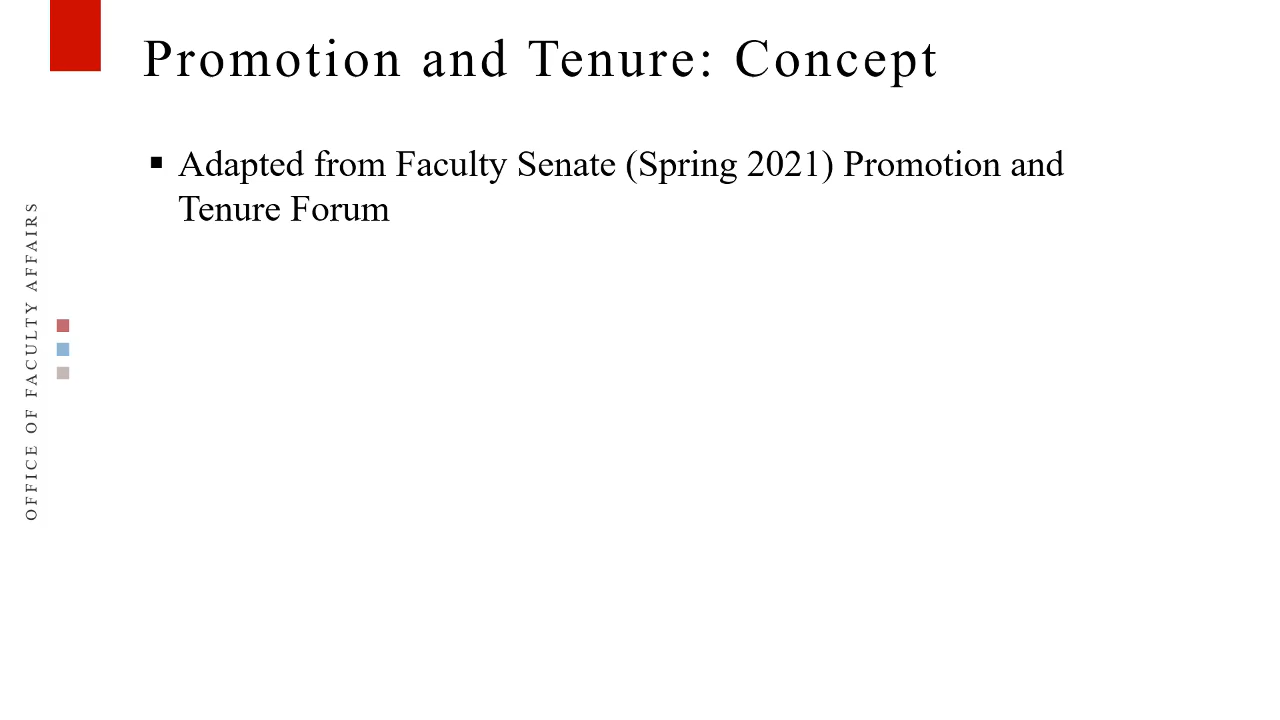 Promotion and Tenure: Concept
▪ Adapted from Faculty Senate (Spring 2021) Promotion and
Tenure Forum
OFFICE OF FACULTY AFFAIRS